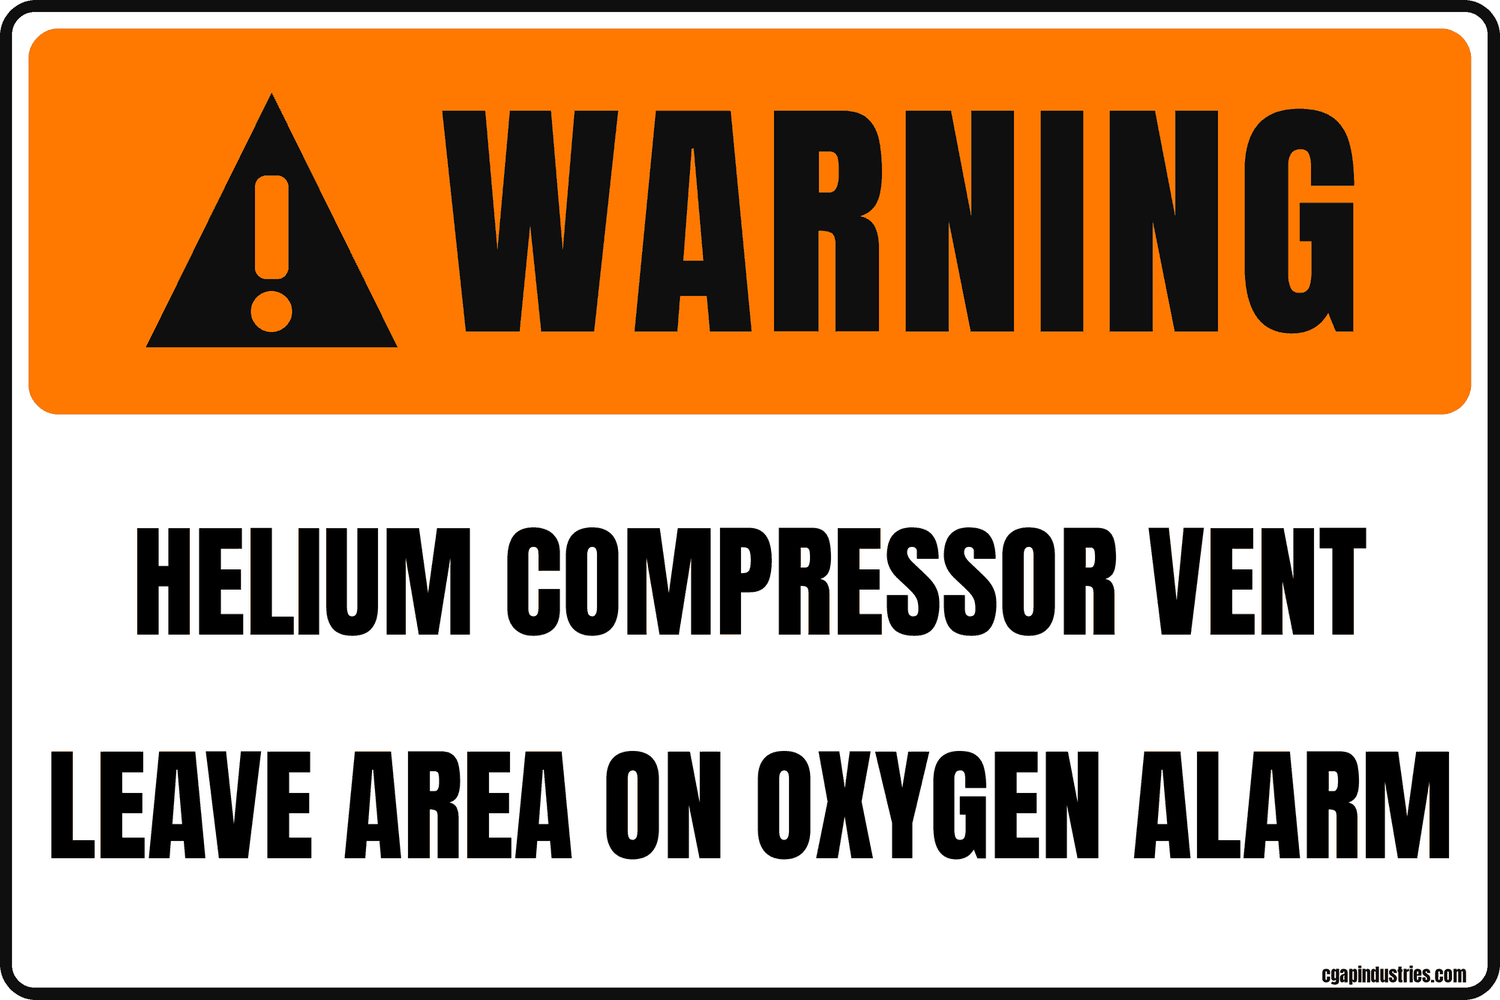 WARNING
HELIUM COMPRESSOR VENT
LEAVE AREA ON OXYGEN ALARM
cgapindustries.com